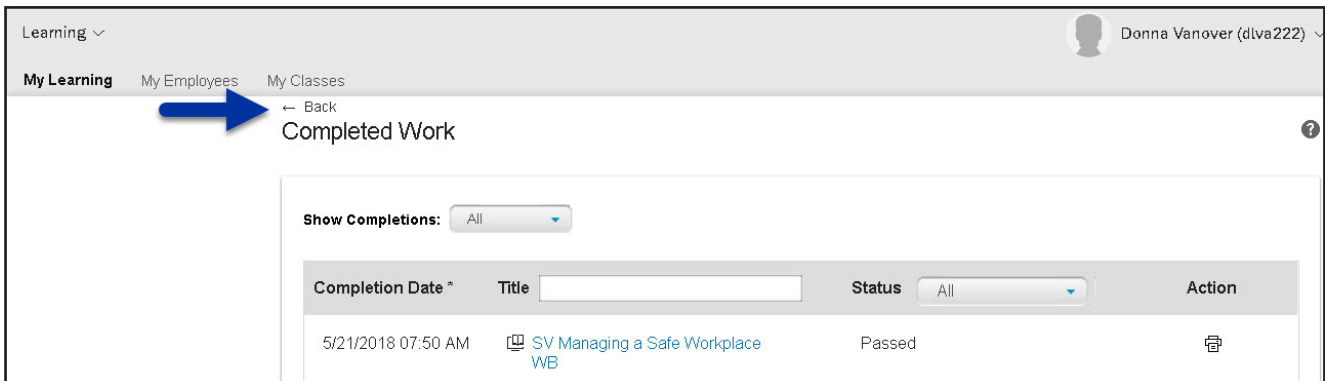 Learning
Donna Vanover (dlva222)
My Learning My Employees My Classes
← Back
Completed Work
Show Completions: All
Completion Date * Title Status All Action
5/21/2018 07:50 AM SV Managing a Safe Workplace Passed
WB